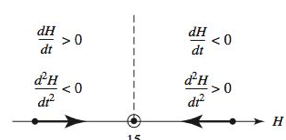 dH/dt > 0
dH/dt < 0
d²H/dt² < 0
d²H/dt² > 0
H
15